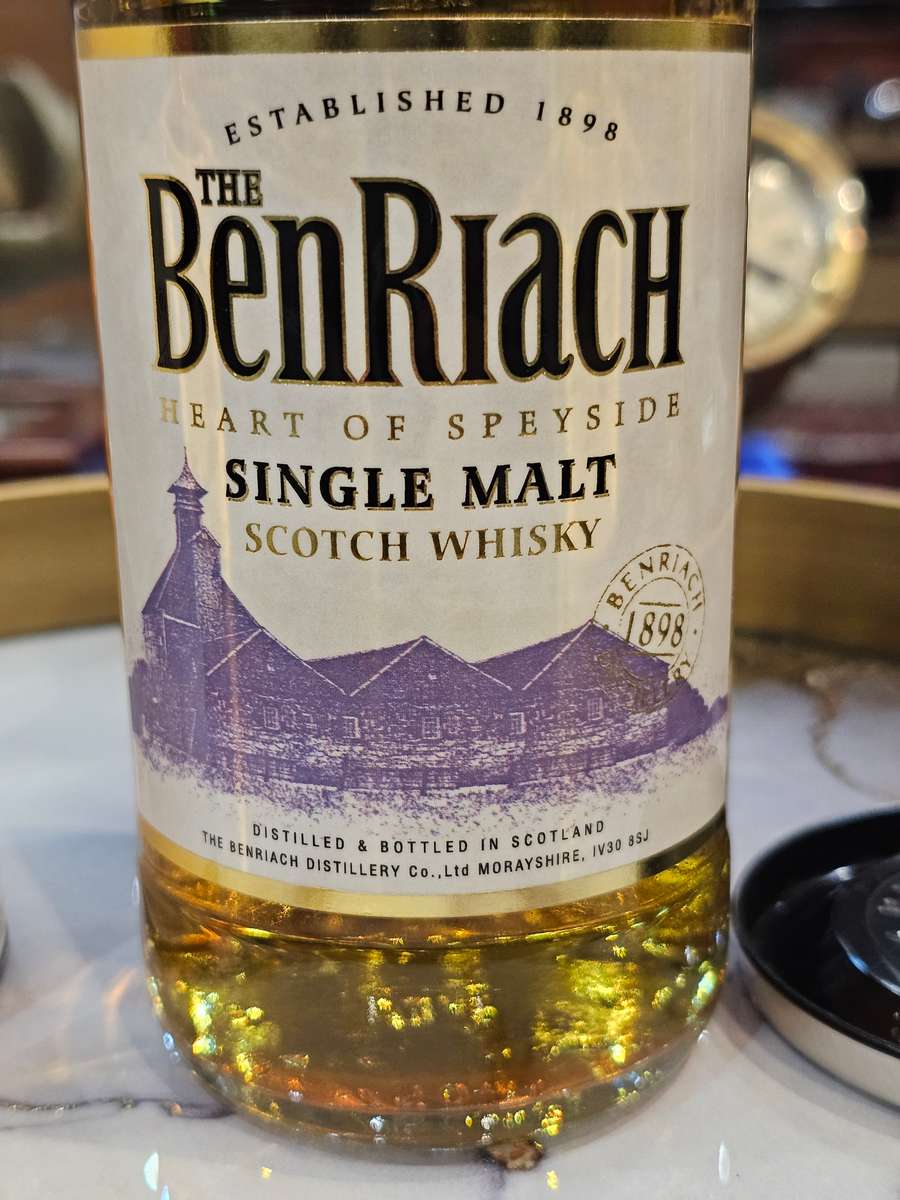 ESTABLISHED 1898
THE
BENRIACH
HEART OF SPEYSIDE
SINGLE MALT
SCOTCH WHISKY
BENRIACH
1898
DISTILLED & BOTTLED IN SCOTLAND
THE BENRIACH DISTILLERY Co.,Ltd MORAYSHIRE, IV30 8SJ